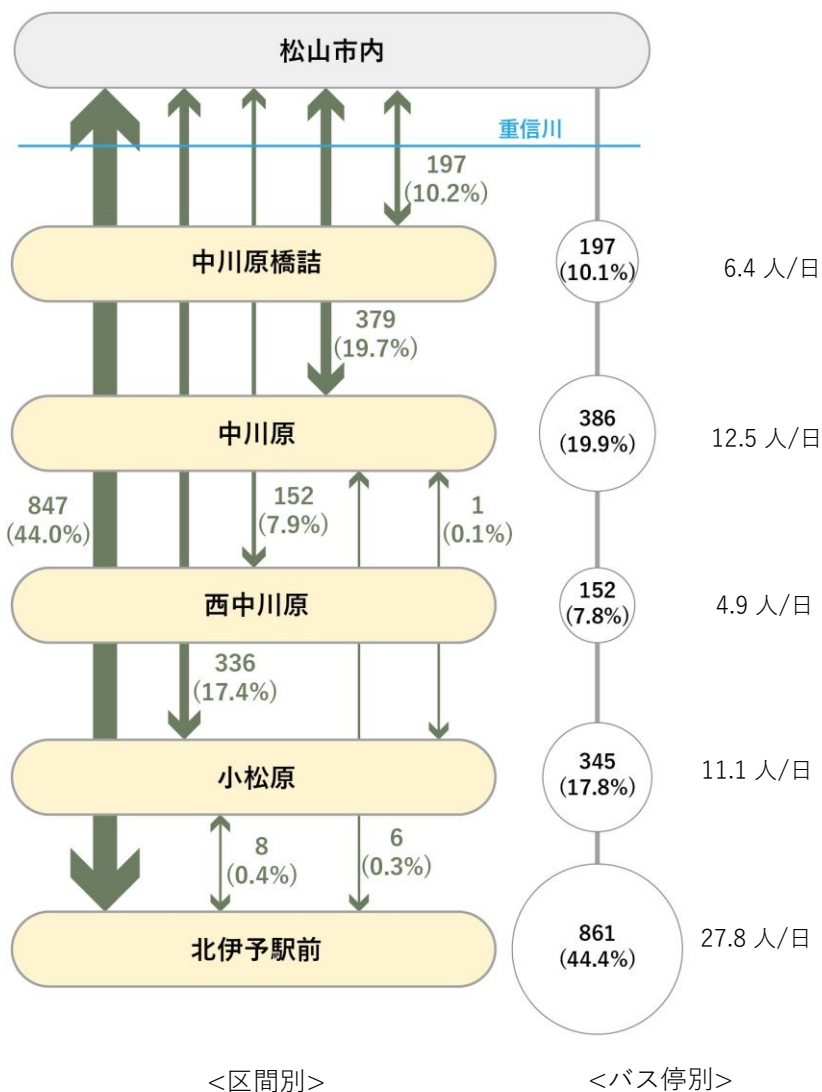 松山市内
重信川
197
(10.2%)
中川原橋詰
197
(10.1%)
6.4 人/日
379
(19.7%)
中川原
386
(19.9%)
12.5 人/日
847
(44.0%)
152
(7.9%)
1
(0.1%)
西中川原
152
(7.8%)
4.9 人/日
336
(17.4%)
小松原
345
(17.8%)
11.1 人/日
8
(0.4%)
6
(0.3%)
北伊予駅前
861
(44.4%)
27.8 人/日
<区間別>
<バス停別>